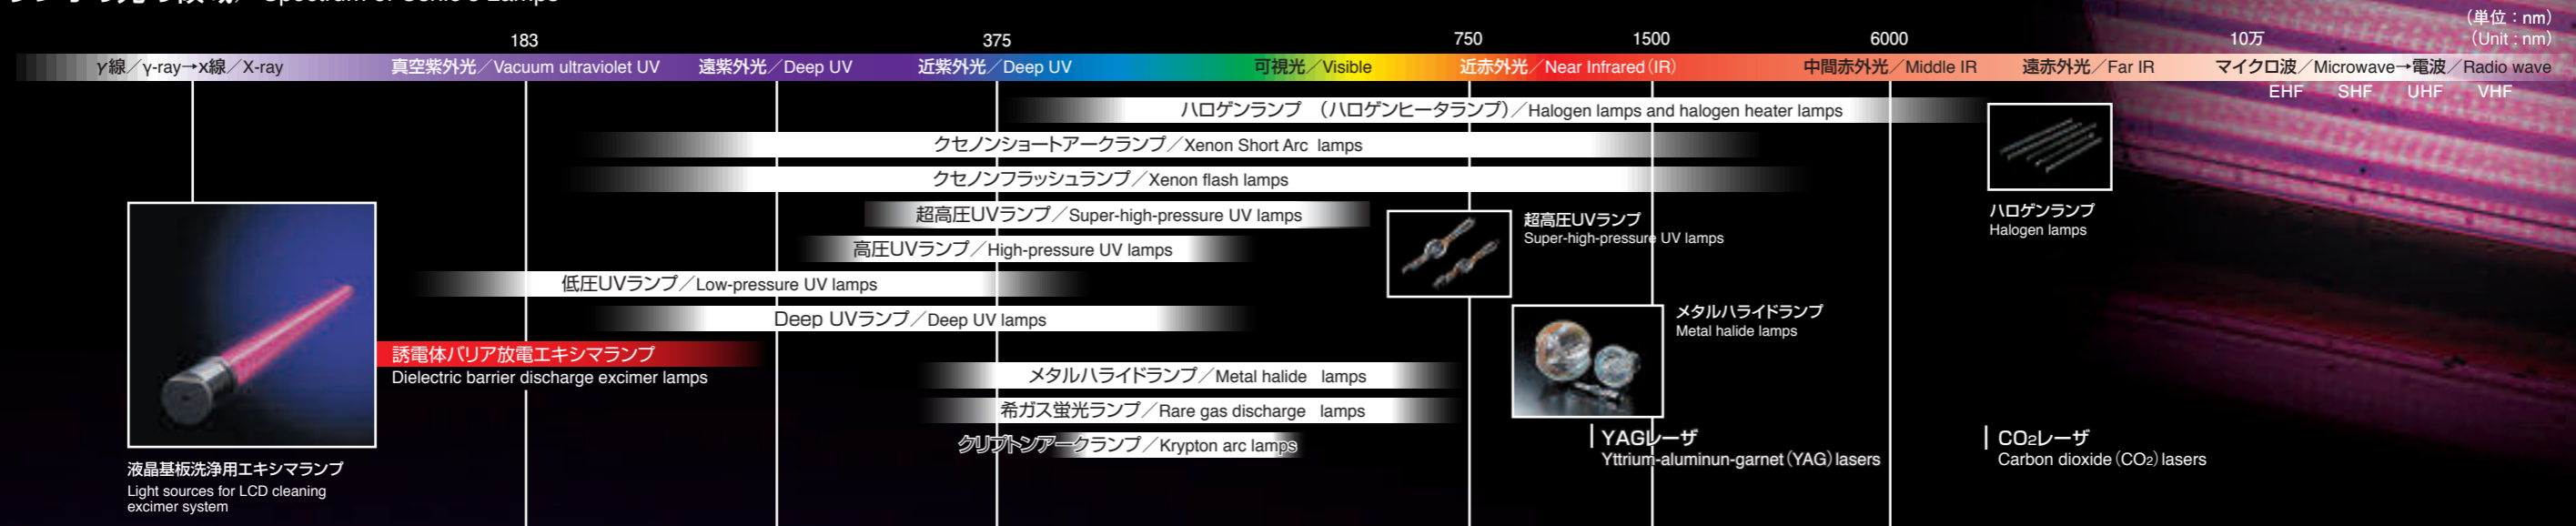 Spectrum of
Lamps
(単位：nm)
183 375 750 1500 6000 10万 (Unit : nm)
γ線／γ-ray→x線／X-ray 真空紫外光／Vacuum ultraviolet UV 遠紫外光／Deep UV 近紫外光／Deep UV 可視光／Visible 近赤外光／Near Infrared（IR） 中間赤外光／Middle IR 遠赤外光／Far IR マイクロ波／Microwave→電波／Radio wave
EHF SHF UHF VHF
ハロゲンランプ （ハロゲンヒータランプ）／Halogen lamps and halogen heater lamps
クセノンショートアークランプ／Xenon Short Arc lamps
クセノンフラッシュランプ／Xenon flash lamps
超高圧UVランプ／Super-high-pressure UV lamps
高圧UVランプ／High-pressure UV lamps
低圧UVランプ／Low-pressure UV lamps
Deep UVランプ／Deep UV lamps
誘電体バリア放電エキシマランプ
Dielectric barrier discharge excimer lamps
メタルハライドランプ／Metal halide lamps
希ガス蛍光ランプ／Rare gas discharge lamps
クリプトンアークランプ／Krypton arc lamps
液晶基板洗浄用エキシマランプ
Light sources for LCD cleaning
excimer system
超高圧UVランプ
Super-high-pressure UV lamps
メタルハライドランプ
Metal halide lamps
ハロゲンランプ
Halogen lamps
YAGレーザ
Yttrium-aluminun-garnet（YAG）lasers
CO2レーザ
Carbon dioxide（CO2）lasers